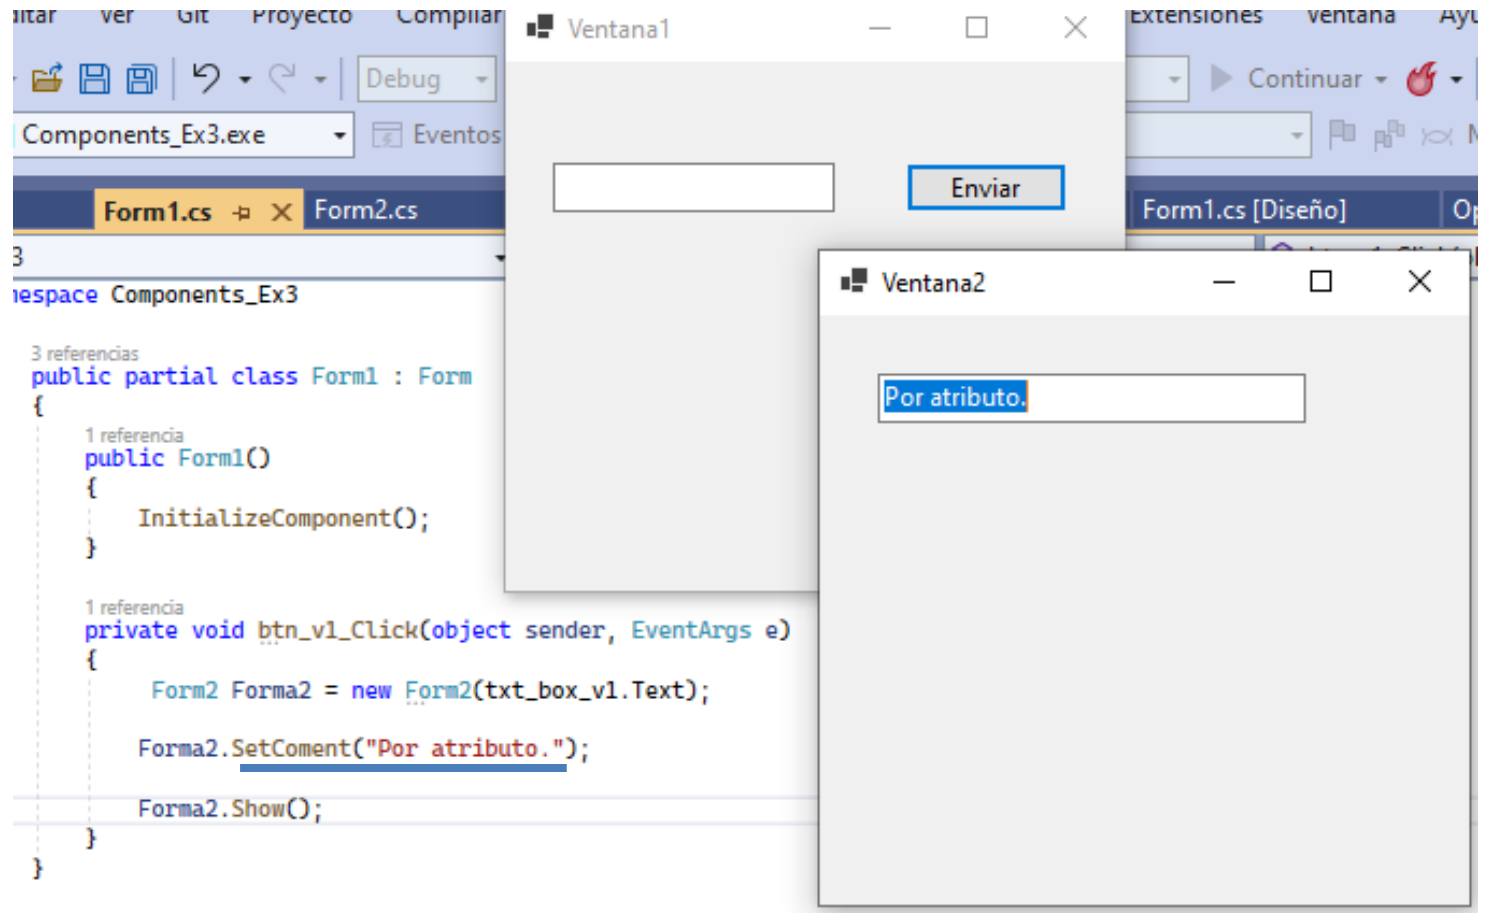 Ver Git Proyecto Compilar
Extensiones Ventana
Debug
Continuar
Components_Ex3.exe
Eventos
Form1.cs
Form2.cs
Form1.cs [Diseño]
3
Components_Ex3
3 referencias
public partial class Form1 : Form
{
1 referencia
public Form1()
{
InitializeComponent();
}
1 referencia
private void btn_v1_Click(object sender, EventArgs e)
{
Form2 Forma2 = new Form2(txt_box_v1.Text);
Forma2.SetComent("Por atributo.");
Forma2.Show();
}
}
Ventana1
Enviar
Ventana2
Por atributo.